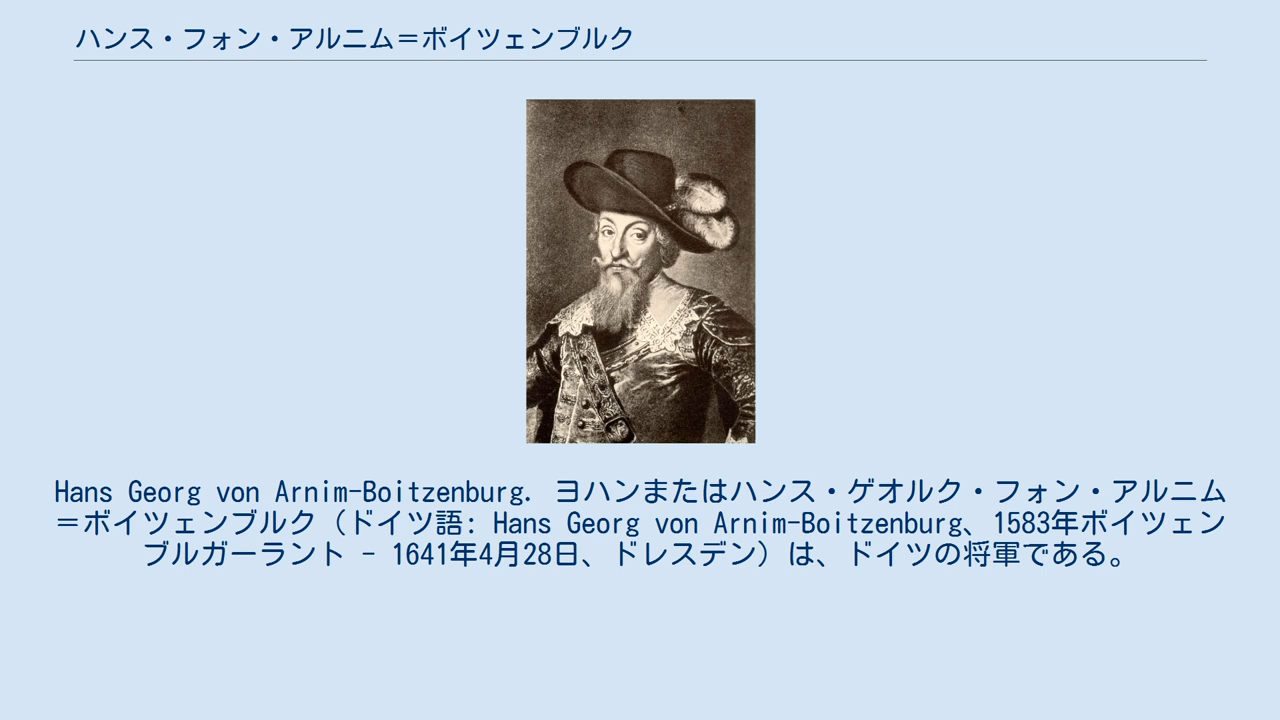 ハンス・フォン・アルニム＝ボイツェンブルク
Hans Georg von Arnim-Boitzenburg. ヨハンまたはハンス・ゲオルク・フォン・アルニム
＝ボイツェンブルク（ドイツ語: Hans Georg von Arnim-Boitzenburg、1583年ボイツェン
ブルガーラント - 1641年4月28日、ドレスデン）は、ドイツの将軍である。